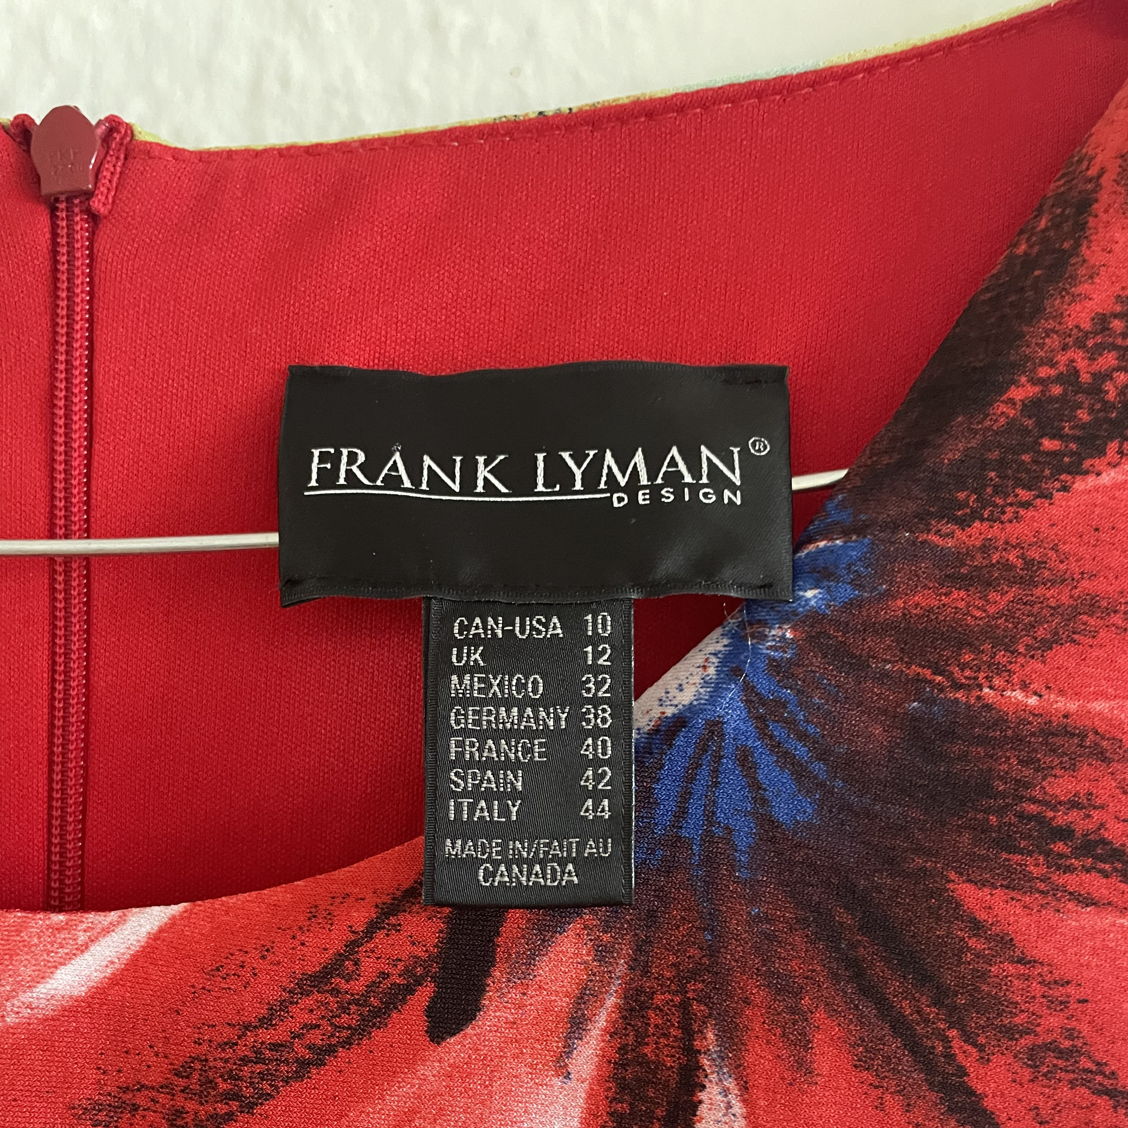 FRANK LYMAN®
DESIGN
CAN-USA 10
UK 12
MEXICO 32
GERMANY 38
FRANCE 40
SPAIN 42
ITALY 44
MADE IN/FAIT AU
CANADA